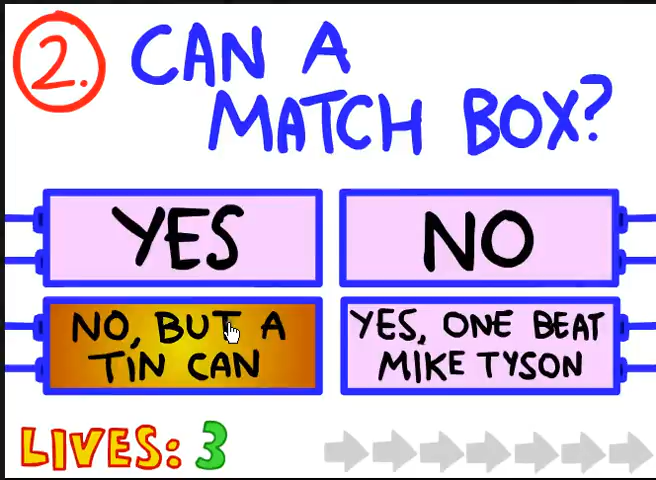 2.
CAN A
MATCH BOX?
YES
NO
NO, BUT A
TIN CAN
YES, ONE BEAT
MIKE TYSON
LIVES: 3